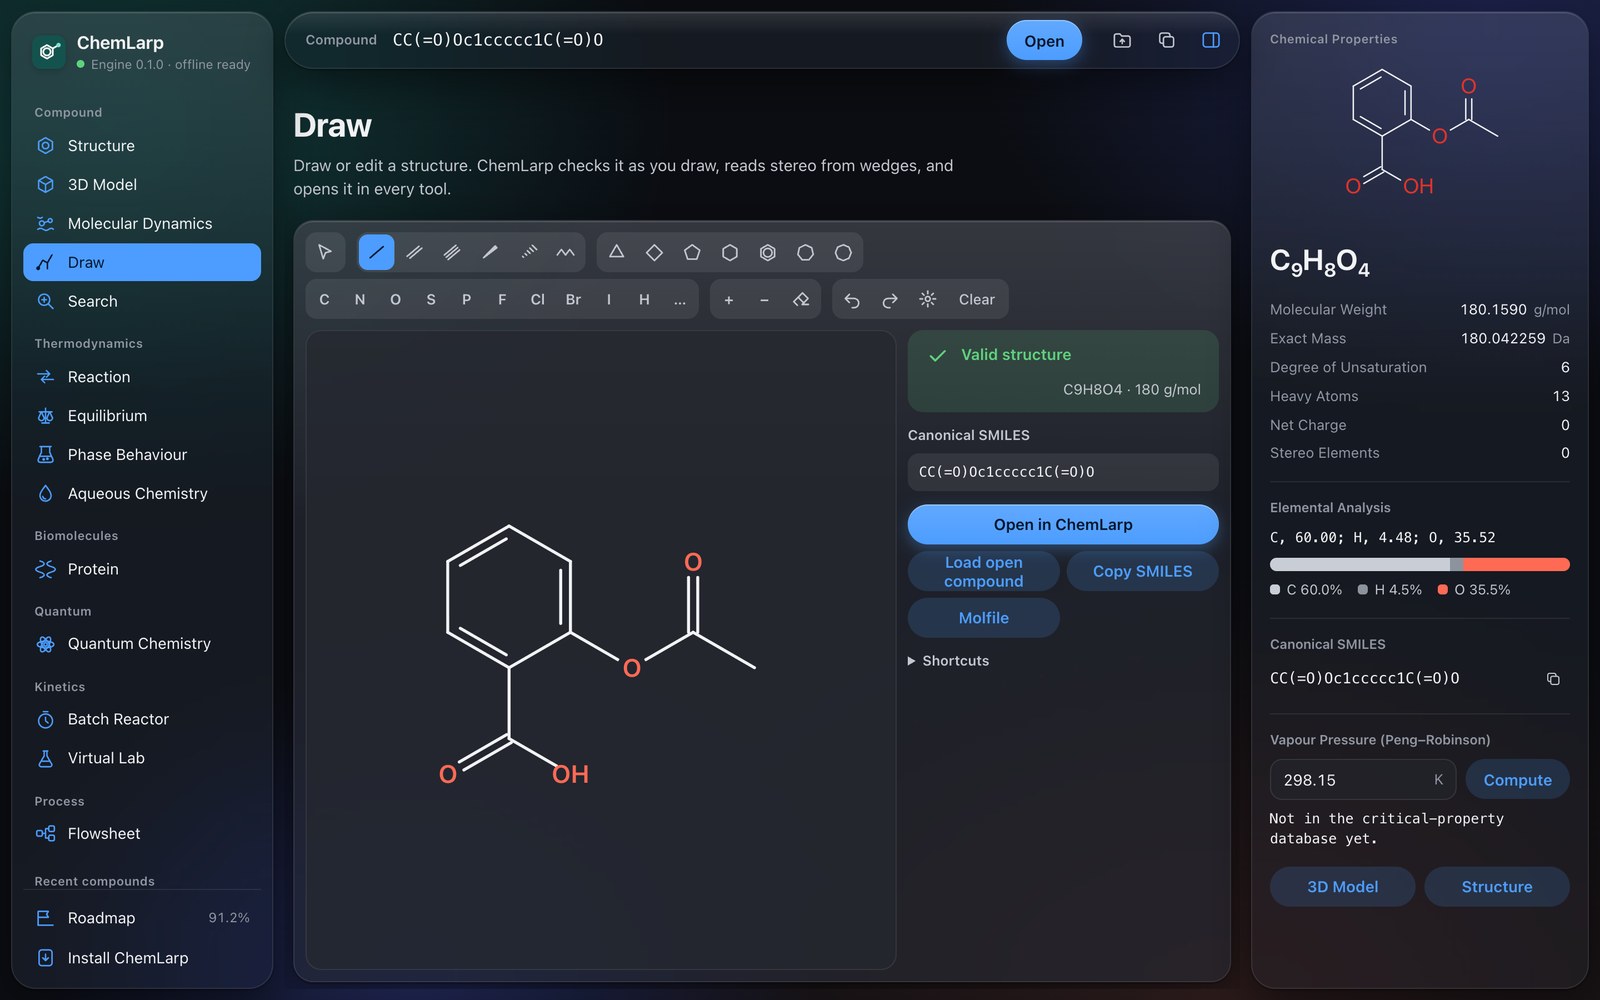 ChemLarp
Engine 0.1.0 · offline ready
Compound
Structure
3D Model
Molecular Dynamics
Draw
Search
Thermodynamics
Reaction
Equilibrium
Phase Behaviour
Aqueous Chemistry
Biomolecules
Protein
Quantum
Quantum Chemistry
Kinetics
Batch Reactor
Virtual Lab
Process
Flowsheet
Recent compounds
Roadmap 91.2%
Install ChemLarp
Compound CC(=O)Oc1ccccc1C(=O)O Open
Draw
Draw or edit a structure. ChemLarp checks it as you draw, reads stereo from wedges, and
opens it in every tool.
C N O S P F Cl Br I H ... + − Clear
O
O
O OH
Valid structure
C9H8O4 · 180 g/mol
Canonical SMILES
CC(=O)Oc1ccccc1C(=O)O
Open in ChemLarp
Load open
compound
Copy SMILES
Molfile
Shortcuts
Chemical Properties
O
O
O OH
C₉H₈O₄
Molecular Weight 180.1590 g/mol
Exact Mass 180.042259 Da
Degree of Unsaturation 6
Heavy Atoms 13
Net Charge 0
Stereo Elements 0
Elemental Analysis
C, 60.00; H, 4.48; O, 35.52
C 60.0% H 4.5% O 35.5%
Canonical SMILES
CC(=O)Oc1ccccc1C(=O)O
Vapour Pressure (Peng–Robinson)
298.15 K Compute
Not in the critical-property
database yet.
3D Model Structure